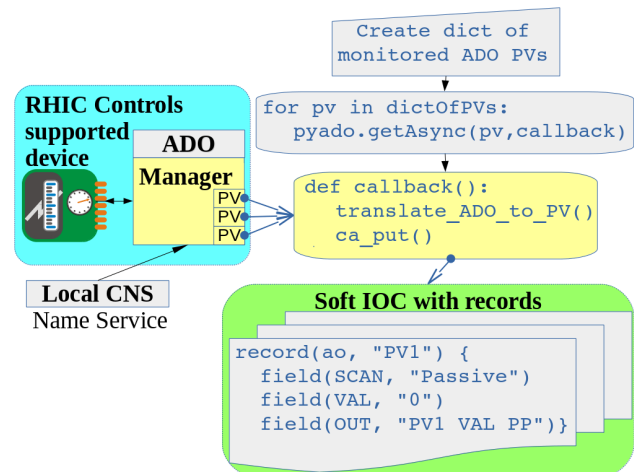 Create dict of
monitored ADO PVs
for pv in dictOfPVs:
pyado.getAsync(pv,callback)
RHIC Controls
supported
device
ADO
Manager
PV
PV
PV
def callback():
translate_ADO_to_PV()
ca_put()
Local CNS
Name Service
Soft IOC with records
record(ao, "PV1") {
field(SCAN, "Passive")
field(VAL, "0")
field(OUT, "PV1 VAL PP")}